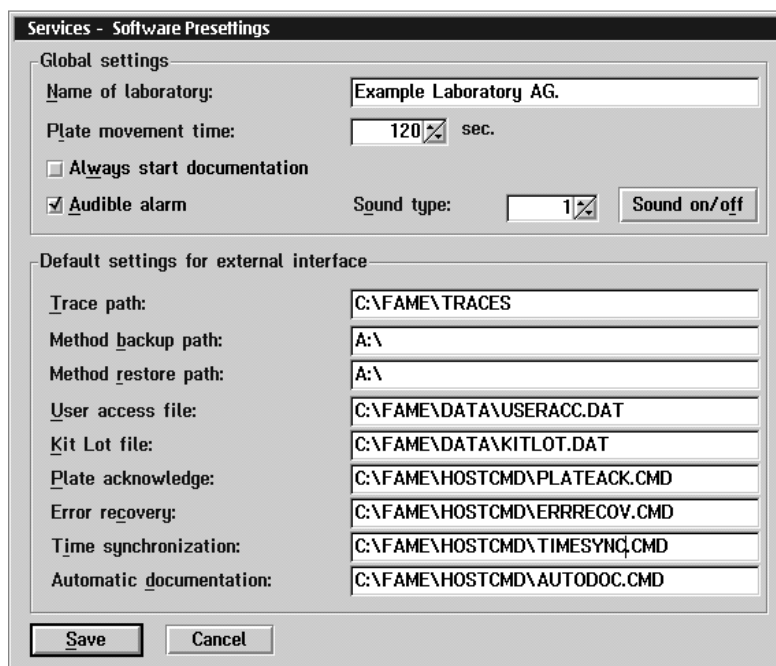 Services - Software Presettings
Global settings
Name of laboratory: Example Laboratory AG.
Plate movement time: 120 sec.
Always start documentation
Audible alarm Sound type: 1 Sound on/off
Default settings for external interface
Trace path: C:\FAME\TRACES
Method backup path: A:\
Method restore path: A:\
User access file: C:\FAME\DATA\USERACC.DAT
Kit Lot file: C:\FAME\DATA\KITLOT.DAT
Plate acknowledge: C:\FAME\HOSTCMD\PLATEACK.CMD
Error recovery: C:\FAME\HOSTCMD\ERRRECOV.CMD
Time synchronization: C:\FAME\HOSTCMD\TIMESYNC.CMD
Automatic documentation: C:\FAME\HOSTCMD\AUTODOC.CMD
Save Cancel